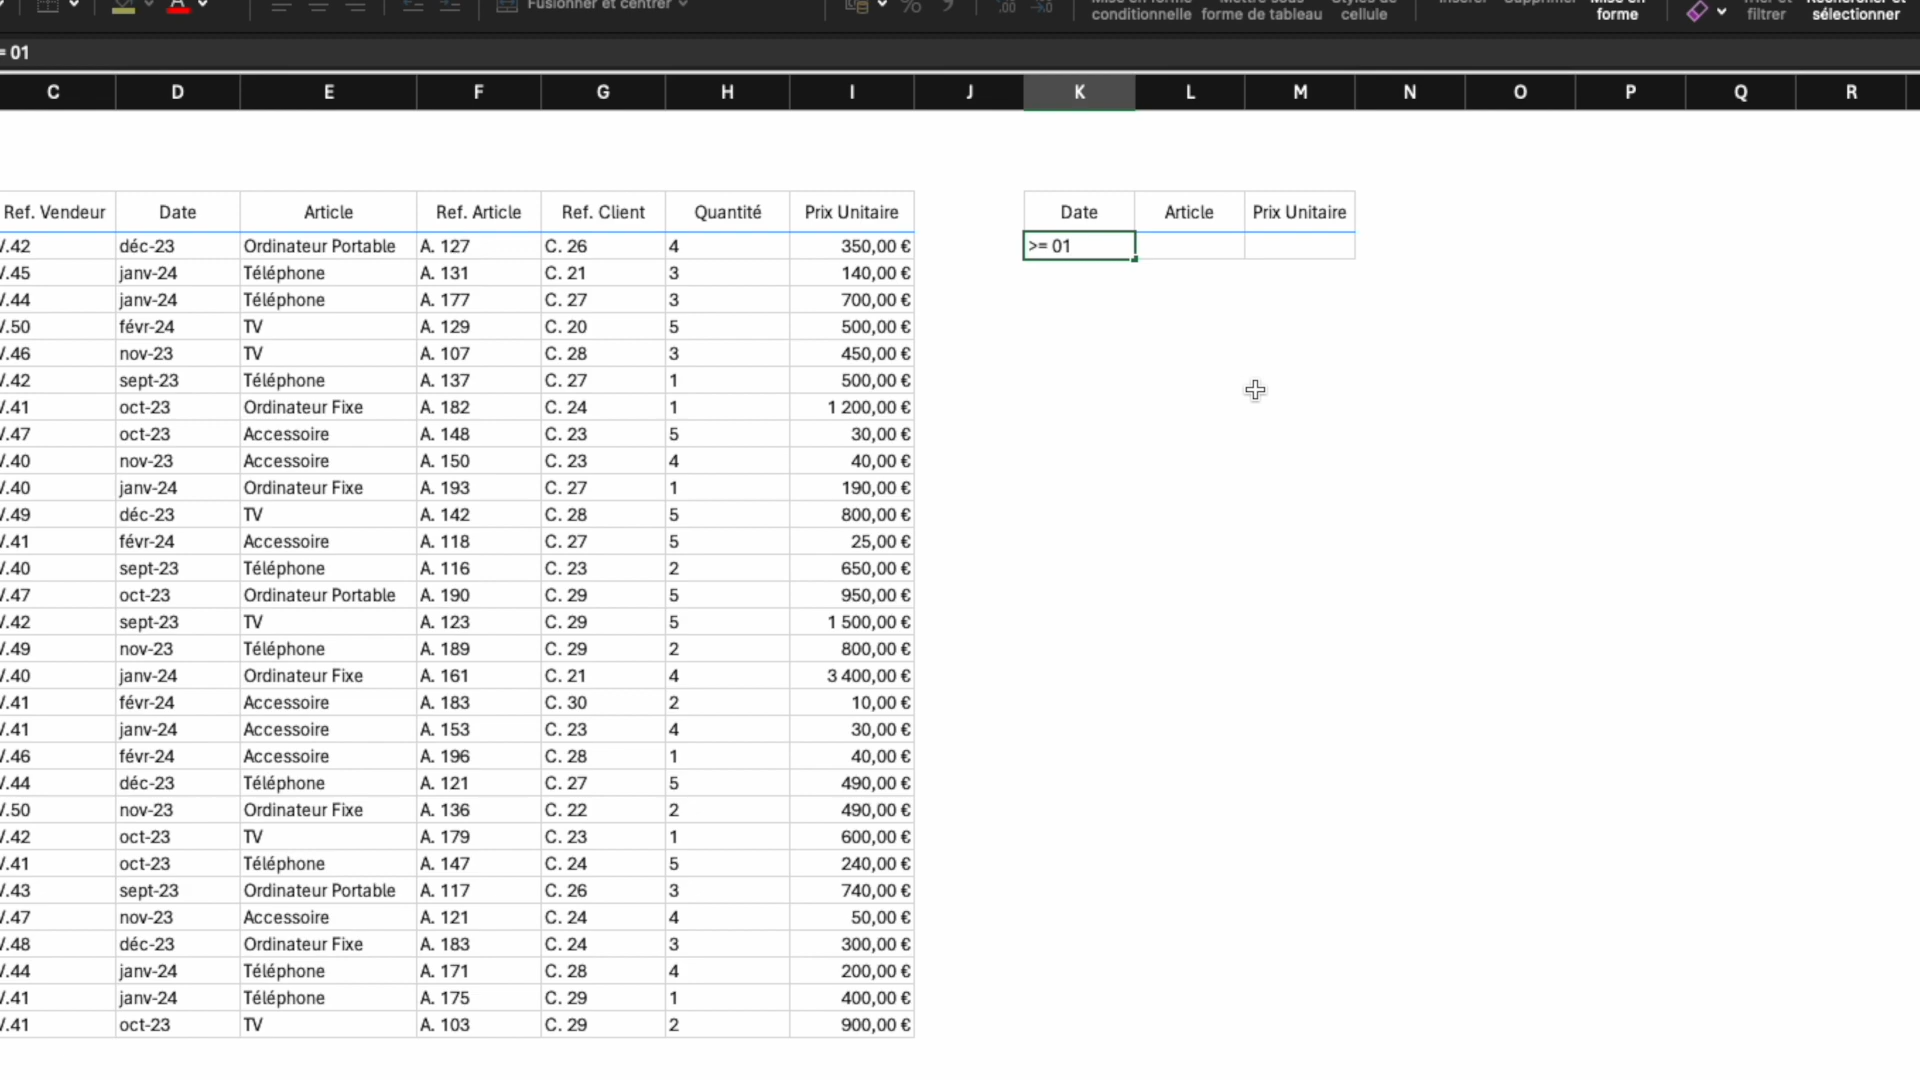 Fusionner et centrer
Mise en forme conditionnelle
Mettre sous forme de tableau
Styles de cellule
Insérer
Supprimer
Mise en forme
Trier et filtrer
Rechercher et sélectionner
= 01
C D E F G H I J K L M N O P Q R
Ref. Vendeur Date Article Ref. Article Ref. Client Quantité Prix Unitaire Date Article Prix Unitaire
V.42 déc-23 Ordinateur Portable A. 127 C. 26 4 350,00 € >= 01
V.45 janv-24 Téléphone A. 131 C. 21 3 140,00 €
V.44 janv-24 Téléphone A. 177 C. 27 3 700,00 €
V.50 févr-24 TV A. 129 C. 20 5 500,00 €
V.46 nov-23 TV A. 107 C. 28 3 450,00 €
V.42 sept-23 Téléphone A. 137 C. 27 1 500,00 €
V.41 oct-23 Ordinateur Fixe A. 182 C. 24 1 1 200,00 €
V.47 oct-23 Accessoire A. 148 C. 23 5 30,00 €
V.40 nov-23 Accessoire A. 150 C. 23 4 40,00 €
V.40 janv-24 Ordinateur Fixe A. 193 C. 27 1 190,00 €
V.49 déc-23 TV A. 142 C. 28 5 800,00 €
V.41 févr-24 Accessoire A. 118 C. 27 5 25,00 €
V.40 sept-23 Téléphone A. 116 C. 23 2 650,00 €
V.47 oct-23 Ordinateur Portable A. 190 C. 29 5 950,00 €
V.42 sept-23 TV A. 123 C. 29 5 1 500,00 €
V.49 nov-23 Téléphone A. 189 C. 29 2 800,00 €
V.40 janv-24 Ordinateur Fixe A. 161 C. 21 4 3 400,00 €
V.41 févr-24 Accessoire A. 183 C. 30 2 10,00 €
V.41 janv-24 Accessoire A. 153 C. 23 4 30,00 €
V.46 févr-24 Accessoire A. 196 C. 28 1 40,00 €
V.44 déc-23 Téléphone A. 121 C. 27 5 490,00 €
V.50 nov-23 Ordinateur Fixe A. 136 C. 22 2 490,00 €
V.42 oct-23 TV A. 179 C. 23 1 600,00 €
V.41 oct-23 Téléphone A. 147 C. 24 5 240,00 €
V.43 sept-23 Ordinateur Portable A. 117 C. 26 3 740,00 €
V.47 nov-23 Accessoire A. 121 C. 24 4 50,00 €
V.48 déc-23 Ordinateur Fixe A. 183 C. 24 3 300,00 €
V.44 janv-24 Téléphone A. 171 C. 28 4 200,00 €
V.41 janv-24 Téléphone A. 175 C. 29 1 400,00 €
V.41 oct-23 TV A. 103 C. 29 2 900,00 €